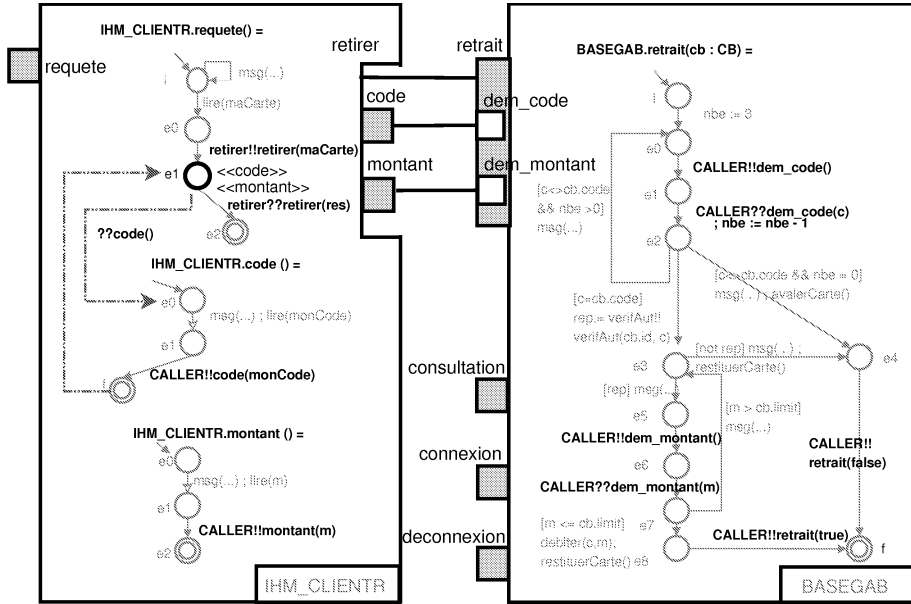 IHM_CLIENTR.requete() =
requete
i
msg(...)
lire(maCarte)
e0
retirer!!retirer(maCarte)
e1
<<code>>
<<montant>>
retirer??retirer(res)
e2
??code()
IHM_CLIENTR.code () =
e0
msg(...) ; lire(monCode)
e1
CALLER!!code(monCode)
f
IHM_CLIENTR.montant () =
e0
msg(...) ; lire(m)
e1
CALLER!!montant(m)
e2
IHM_CLIENTR
retirer
code
montant
retrait
dem_code
dem_montant
consultation
connexion
deconnexion
BASEGAB.retrait(cb : CB) =
i
nbe := 3
e0
CALLER!!dem_code()
e1
[c<>cb.code
&& nbe >0]
msg(...)
CALLER??dem_code(c)
; nbe := nbe - 1
e2
[c<>cb.code && nbe = 0]
msg(...) ; avalerCarte()
[c=cb.code]
rep:= verifAut!!
verifAut(cb.id, c)
[not rep] msg(...) ;
restituerCarte()
e3
e4
[rep] msg(...)
[m > cb.limit]
msg(...)
e5
CALLER!!dem_montant()
e6
CALLER??dem_montant(m)
CALLER!!
retrait(false)
e7
[m <= cb.limit]
debiter(c,m);
restituerCarte()
e8
CALLER!!retrait(true)
f
BASEGAB